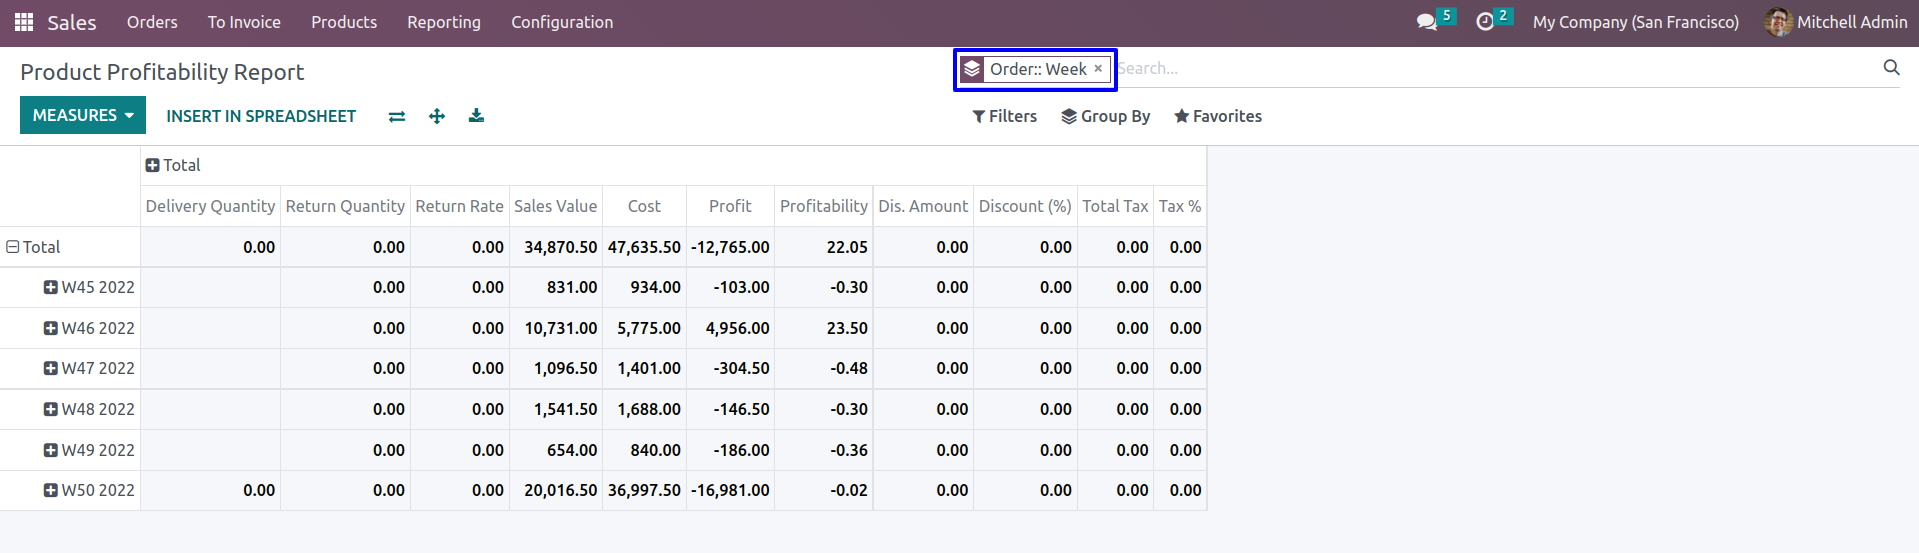 Sales Orders To Invoice Products Reporting Configuration 5 2 My Company (San Francisco) Mitchell Admin
Product Profitability Report Order:: Week × Search...
MEASURES INSERT IN SPREADSHEET Filters Group By Favorites
Total
Delivery Quantity Return Quantity Return Rate Sales Value Cost Profit Profitability Dis. Amount Discount (%) Total Tax Tax %
Total 0.00 0.00 0.00 34,870.50 47,635.50 -12,765.00 22.05 0.00 0.00 0.00 0.00
W45 2022 0.00 0.00 831.00 934.00 -103.00 -0.30 0.00 0.00 0.00 0.00
W46 2022 0.00 0.00 10,731.00 5,775.00 4,956.00 23.50 0.00 0.00 0.00 0.00
W47 2022 0.00 0.00 1,096.50 1,401.00 -304.50 -0.48 0.00 0.00 0.00 0.00
W48 2022 0.00 0.00 1,541.50 1,688.00 -146.50 -0.30 0.00 0.00 0.00 0.00
W49 2022 0.00 0.00 654.00 840.00 -186.00 -0.36 0.00 0.00 0.00 0.00
W50 2022 0.00 0.00 0.00 20,016.50 36,997.50 -16,981.00 -0.02 0.00 0.00 0.00 0.00